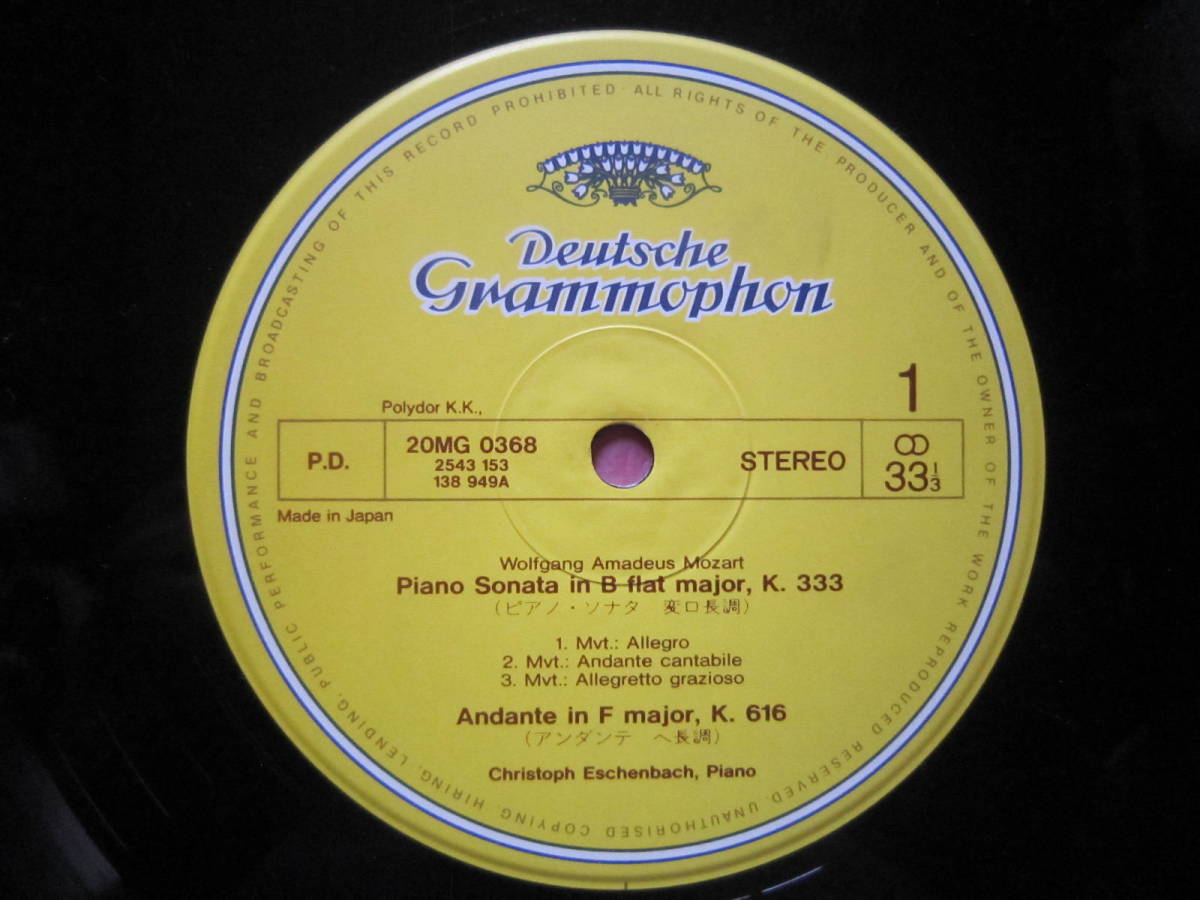 ALL RIGHTS OF THE PRODUCER AND OF THE OWNER OF THE WORK REPRODUCED RESERVED. UNAUTHORISED COPYING, HIRING, LENDING, PUBLIC PERFORMANCE AND BROADCASTING OF THIS RECORD PROHIBITED ·
Deutsche
Grammophon
1
Polydor K.K.,
P.D.
20MG 0368
2543 153
138 949A
STEREO
33 1/3
Made in Japan
Wolfgang Amadeus Mozart
Piano Sonata in B flat major, K. 333
(ピアノ・ソナタ 変ロ長調)
1. Mvt.: Allegro
2. Mvt.: Andante cantabile
3. Mvt.: Allegretto grazioso
Andante in F major, K. 616
(アンダンテ ヘ長調)
Christoph Eschenbach, Piano